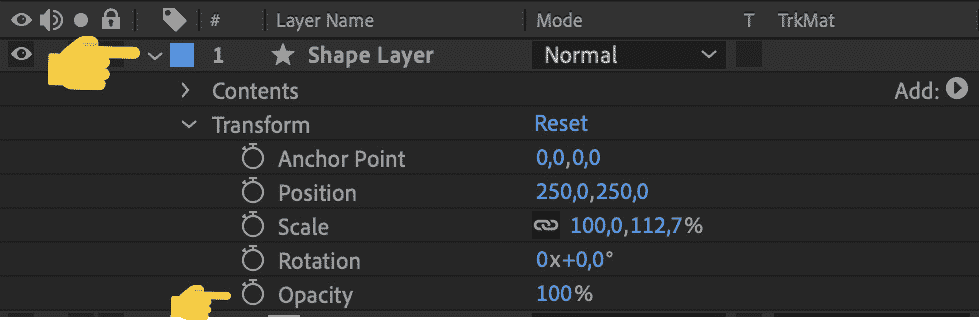 # Layer Name Mode T TrkMat
1 Shape Layer Normal
Contents Add:
Transform Reset
Anchor Point 0,0,0,0
Position 250,0,250,0
Scale 100,0,112,7%
Rotation 0x+0,0°
Opacity 100%